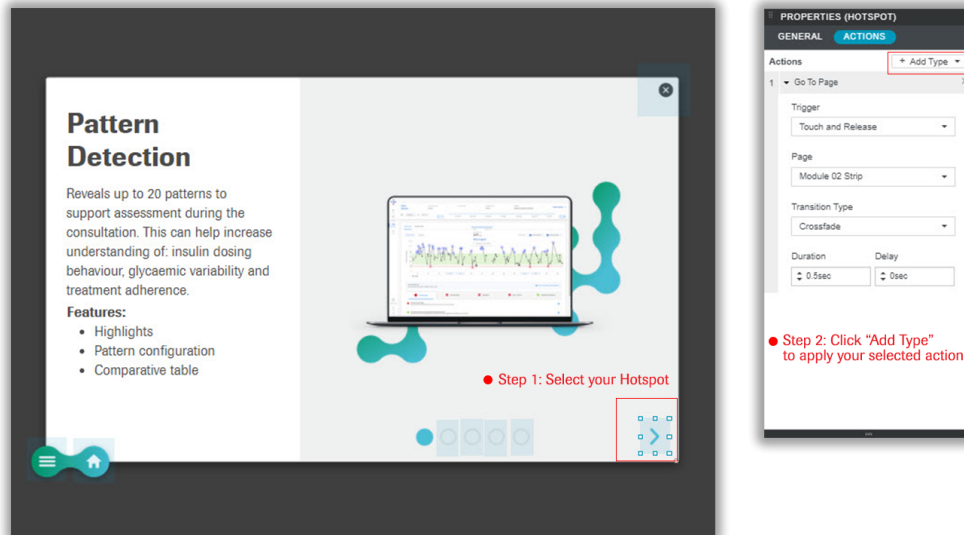 Pattern
Detection
Reveals up to 20 patterns to
support assessment during the
consultation. This can help increase
understanding of: insulin dosing
behaviour, glycaemic variability and
treatment adherence.
Features:
• Highlights
• Pattern configuration
• Comparative table
Step 1: Select your Hotspot
PROPERTIES (HOTSPOT)
GENERAL ACTIONS
Actions + Add Type
1 Go To Page
Trigger
Touch and Release
Page
Module 02 Strip
Transition Type
Crossfade
Duration Delay
0.5sec 0sec
Step 2: Click “Add Type”
to apply your selected action